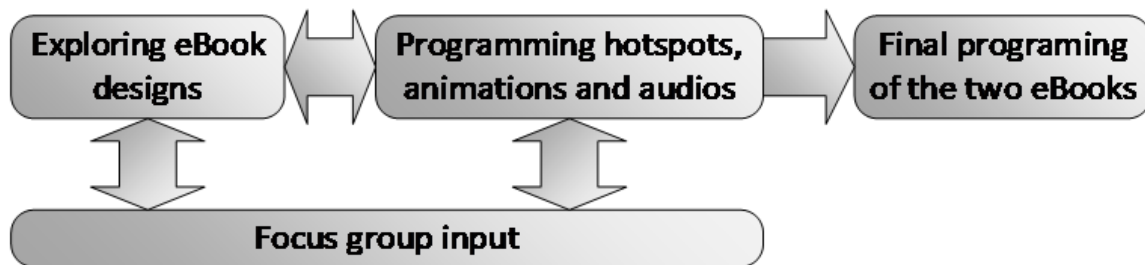 Exploring eBook
designs
Programming hotspots,
animations and audios
Final programing
of the two eBooks
Focus group input